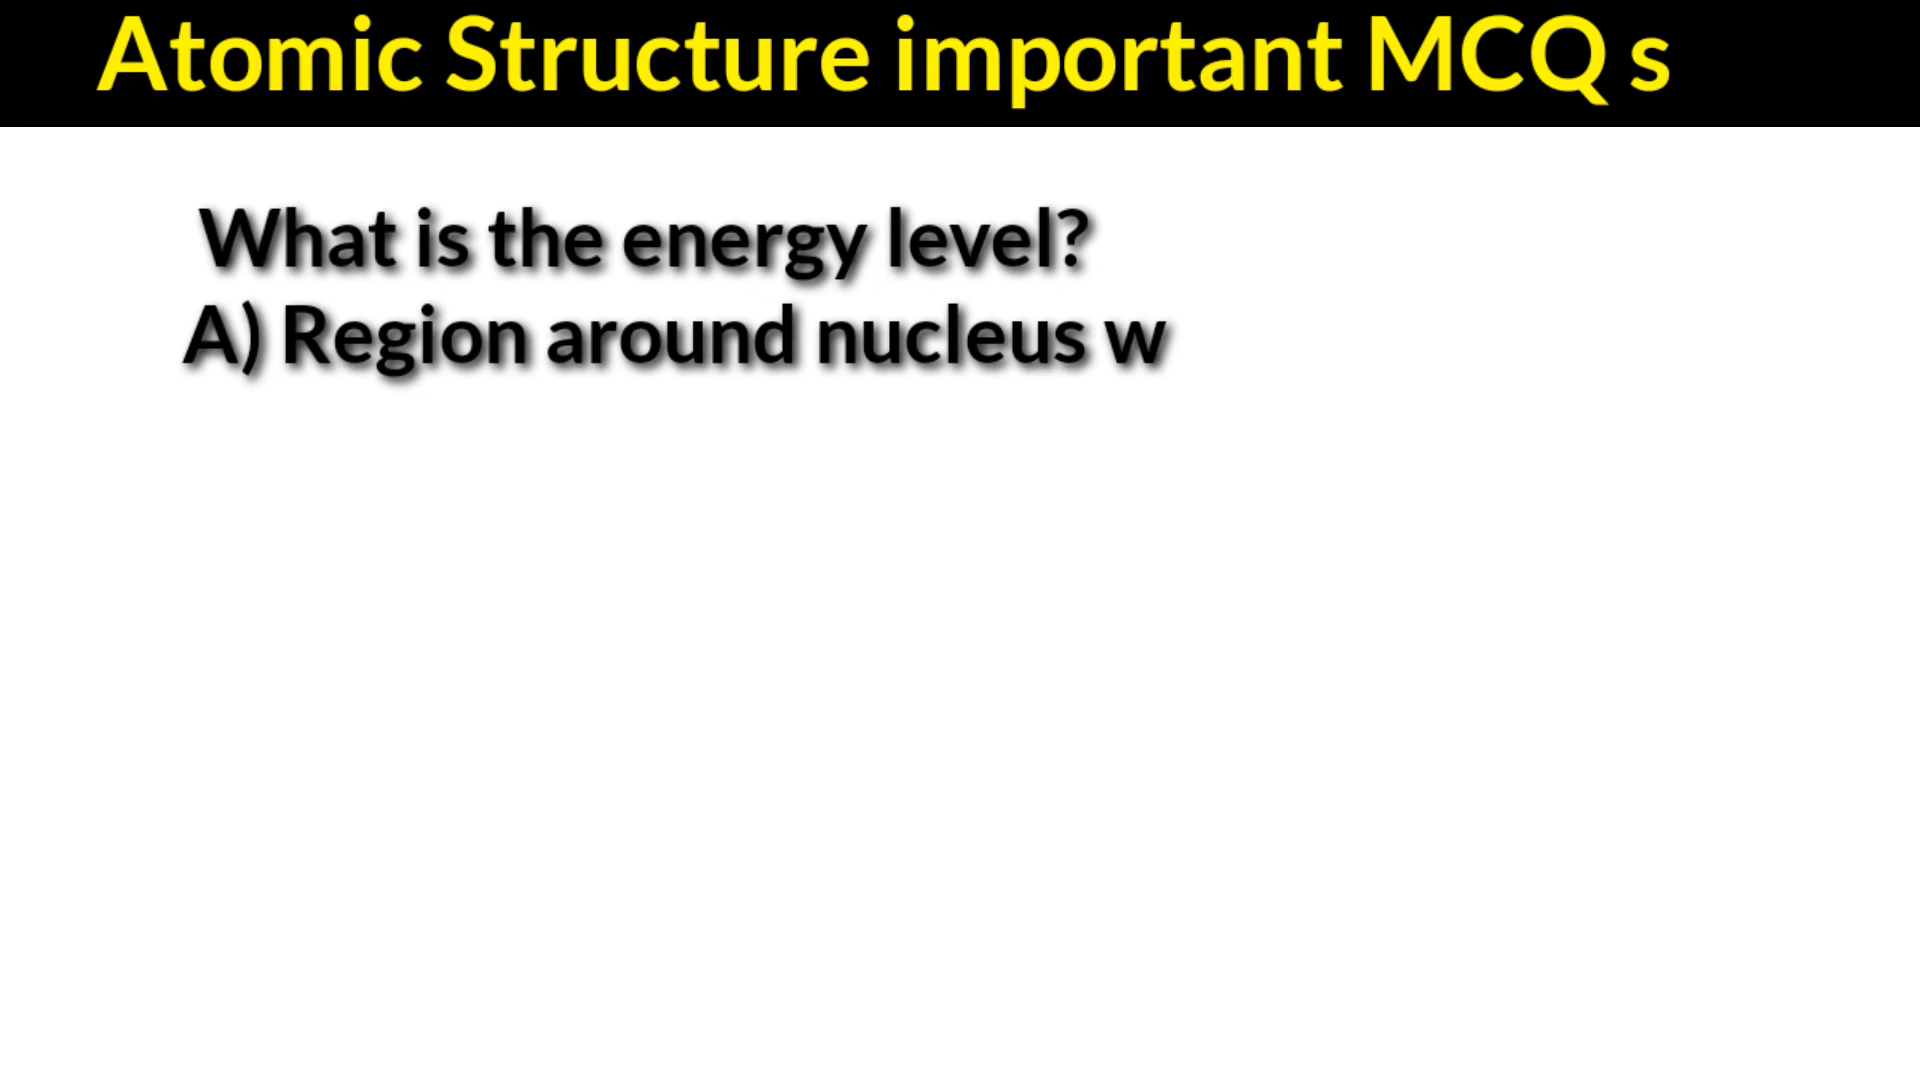 Atomic Structure important MCQ s
What is the energy level?
A) Region around nucleus w